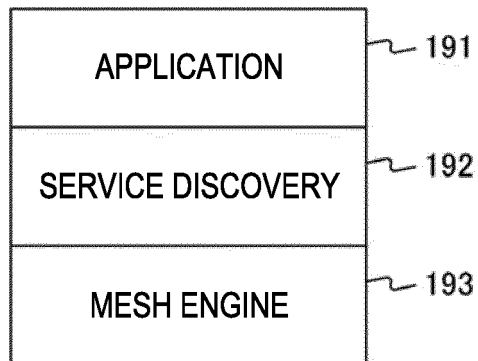 APPLICATION 191
SERVICE DISCOVERY 192
MESH ENGINE 193